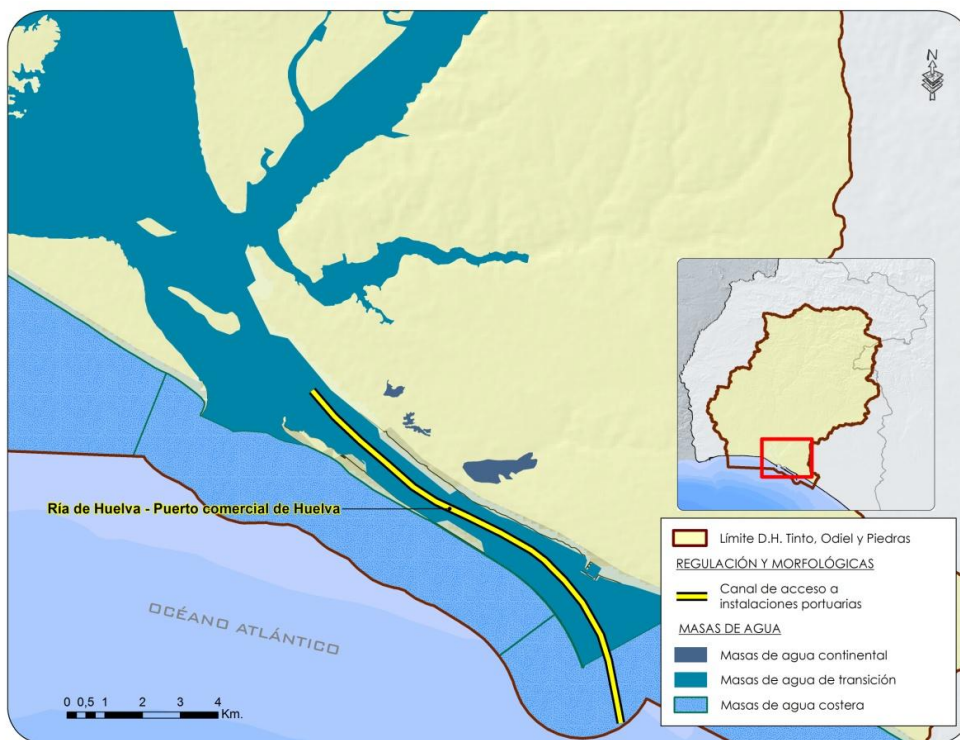 N
Ría de Huelva - Puerto comercial de Huelva
OCÉANO ATLÁNTICO
0 0,5 1 2 3 4
Km.
Límite D.H. Tinto, Odiel y Piedras
REGULACIÓN Y MORFOLÓGICAS
Canal de acceso a
instalaciones portuarias
MASAS DE AGUA
Masas de agua continental
Masas de agua de transición
Masas de agua costera